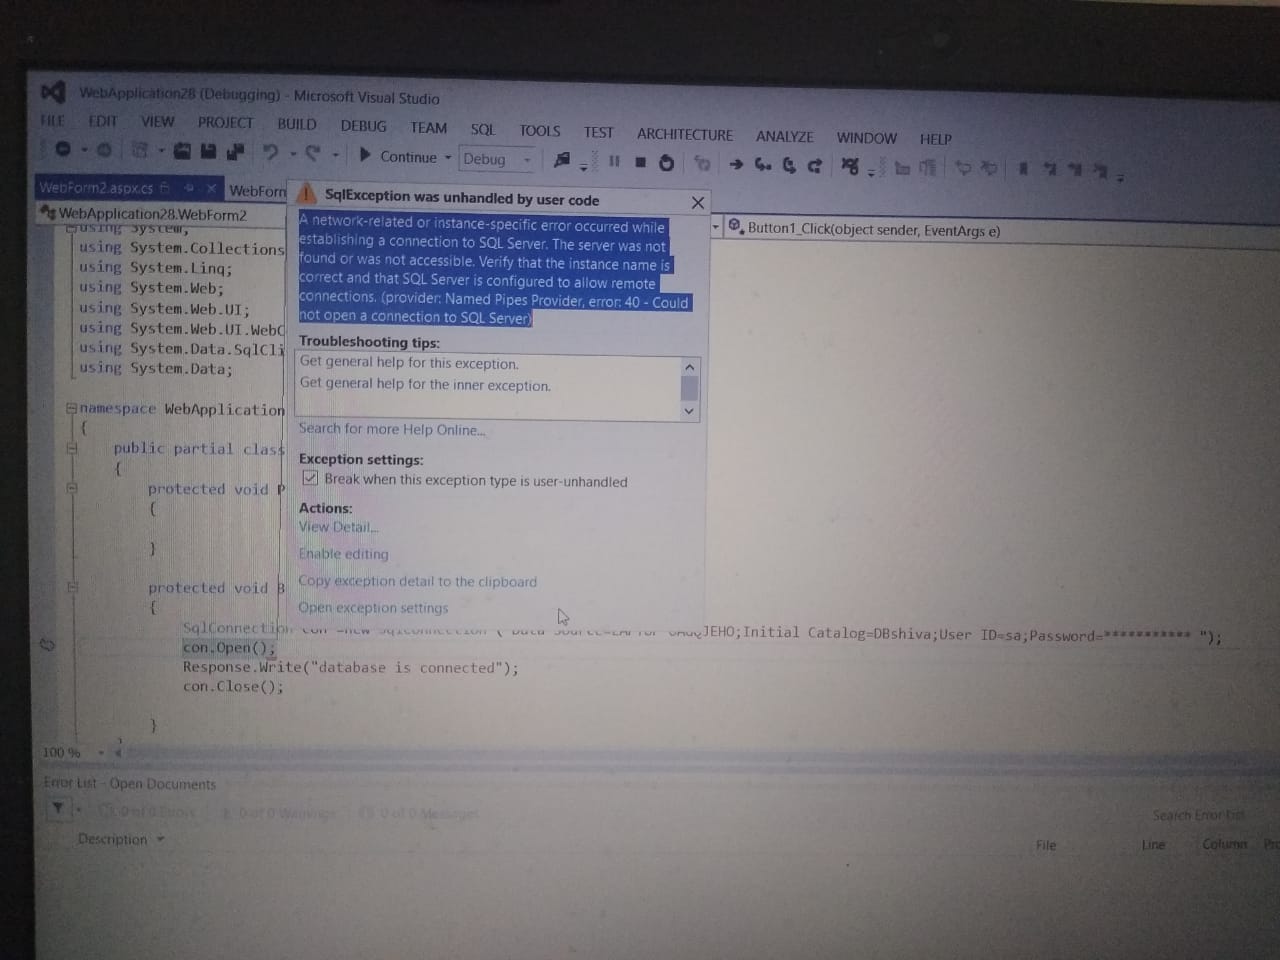 WebApplication28 (Debugging) - Microsoft Visual Studio
FILE EDIT VIEW PROJECT BUILD DEBUG TEAM SQL TOOLS TEST ARCHITECTURE ANALYZE WINDOW HELP
Continue Debug
WebForm2.aspx.cs WebForm
WebApplication28.WebForm2
Button1_Click(object sender, EventArgs e)
SqlException was unhandled by user code
A network-related or instance-specific error occurred while
establishing a connection to SQL Server. The server was not
found or was not accessible. Verify that the instance name is
correct and that SQL Server is configured to allow remote
connections. (provider: Named Pipes Provider, error: 40 - Could
not open a connection to SQL Server)
Troubleshooting tips:
Get general help for this exception.
Get general help for the inner exception.
Search for more Help Online...
Exception settings:
Break when this exception type is user-unhandled
Actions:
View Detail...
Enable editing
Copy exception detail to the clipboard
Open exception settings
using System;
using System.Collections
using System.Linq;
using System.Web;
using System.Web.UI;
using System.Web.UI.WebC
using System.Data.SqlCli
using System.Data;
namespace WebApplication
{
public partial class
{
protected void P
{
}
protected void B
{
SqlConnection con =new SqlConnection ( JEHO;Initial Catalog=DBshiva;User ID=sa;Password=*********** ");
con.Open();
Response.Write("database is connected");
con.Close();
}
}
100 %
Error List - Open Documents
0 of 0 Errors 0 of 0 Warnings 0 of 0 Messages
Search Error List
Description File Line Column